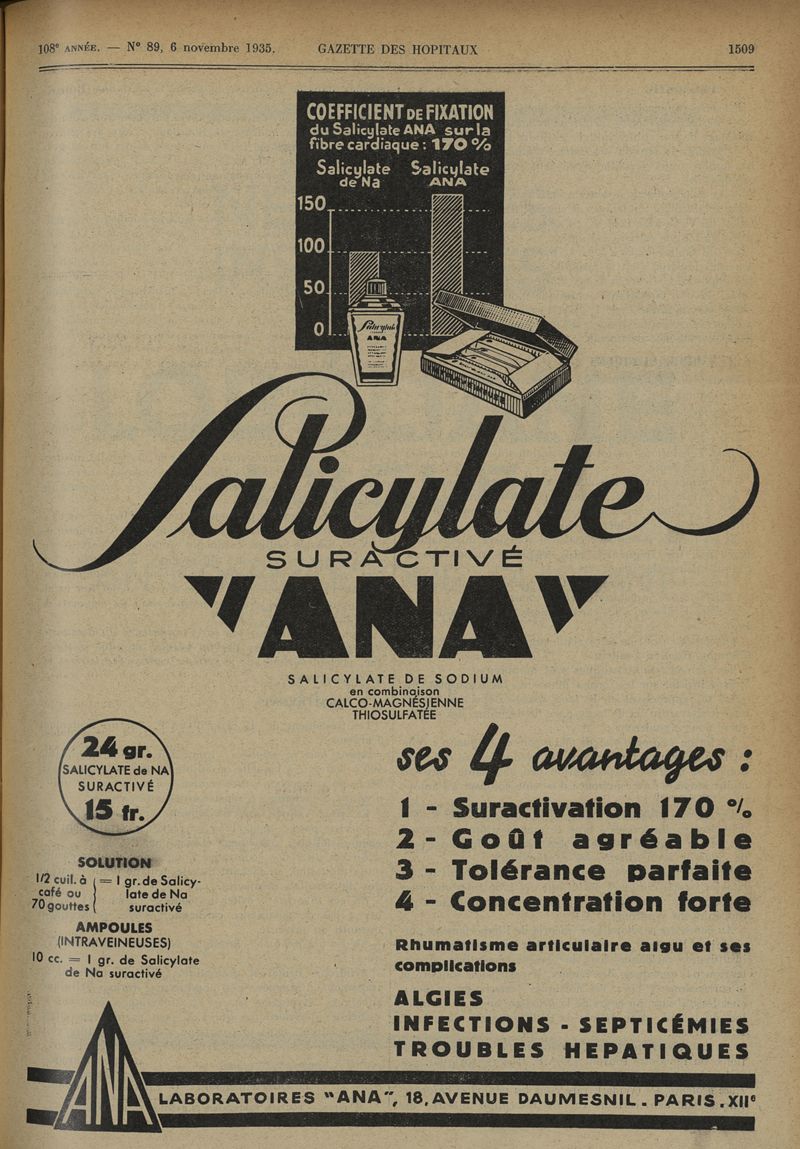 108e ANNÉE. — N° 89, 6 novembre 1935. GAZETTE DES HOPITAUX 1509
COEFFICIENT DE FIXATION
du Salicylate ANA sur la
fibre cardiaque : 170 %
Salicylate Salicylate
de Na ANA
150
100
50
0
Salicylate
ANA
Salicylate
SURACTIVÉ
"ANA"
SALICYLATE DE SODIUM
en combinaison
CALCO-MAGNÉSIENNE
THIOSULFATÉE
24 gr.
SALICYLATE de NA
SURACTIVÉ
15 fr.
SOLUTION
1/2 cuil. à = 1 gr. de Salicy-
café ou late de Na
70 gouttes suractivé
AMPOULES
(INTRAVEINEUSES)
10 cc. = 1 gr. de Salicylate
de Na suractivé
ses 4 avantages :
1 - Suractivation 170 %
2 - Goût agréable
3 - Tolérance parfaite
4 - Concentration forte
Rhumatisme articulaire aigu et ses
complications
ALGIES
INFECTIONS - SEPTICÉMIES
TROUBLES HEPATIQUES
ANA
LABORATOIRES "ANA", 18, AVENUE DAUMESNIL. PARIS. XIIe